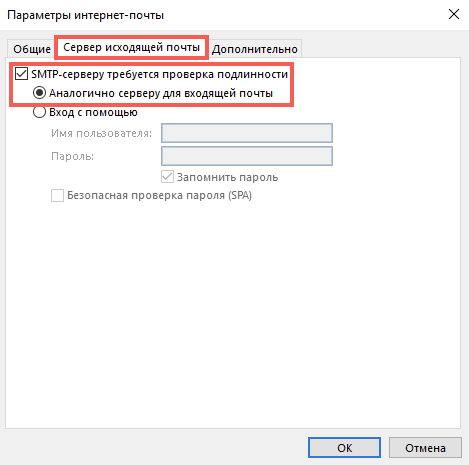 Параметры интернет-почты
Общие Сервер исходящей почты Дополнительно
SMTP-серверу требуется проверка подлинности
Аналогично серверу для входящей почты
Вход с помощью
Имя пользователя:
Пароль:
Запомнить пароль
Безопасная проверка пароля (SPA)
ОК Отмена